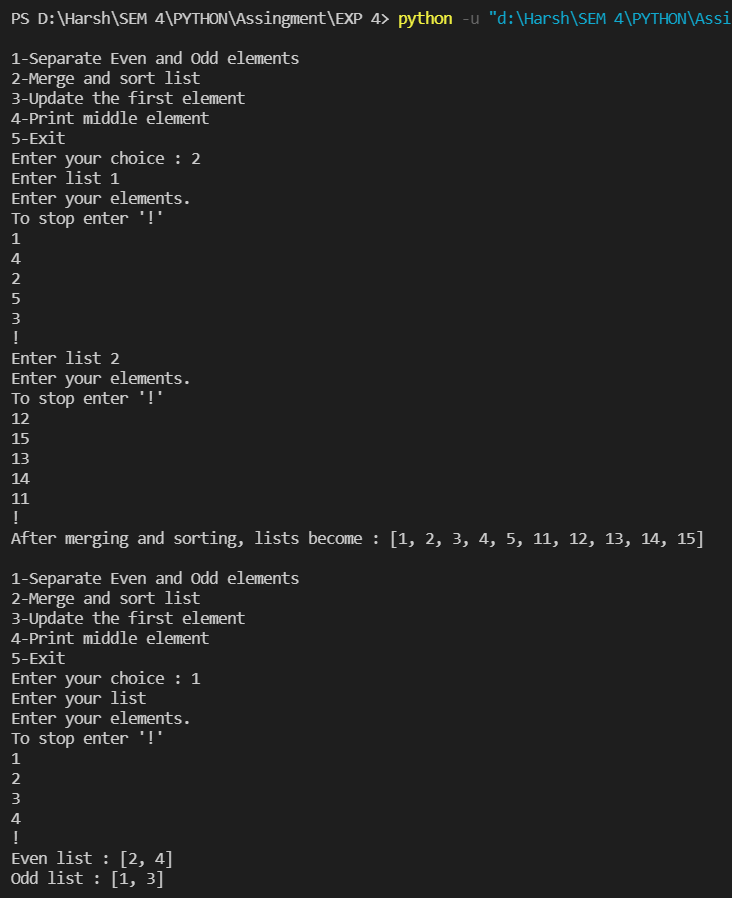 PS D:\Harsh\SEM 4\PYTHON\Assingment\EXP 4> python -u "d:\Harsh\SEM 4\PYTHON\Assi
1-Separate Even and Odd elements
2-Merge and sort list
3-Update the first element
4-Print middle element
5-Exit
Enter your choice : 2
Enter list 1
Enter your elements.
To stop enter '!'
1
4
2
5
3
!
Enter list 2
Enter your elements.
To stop enter '!'
12
15
13
14
11
!
After merging and sorting, lists become : [1, 2, 3, 4, 5, 11, 12, 13, 14, 15]
1-Separate Even and Odd elements
2-Merge and sort list
3-Update the first element
4-Print middle element
5-Exit
Enter your choice : 1
Enter your list
Enter your elements.
To stop enter '!'
1
2
3
4
!
Even list : [2, 4]
Odd list : [1, 3]